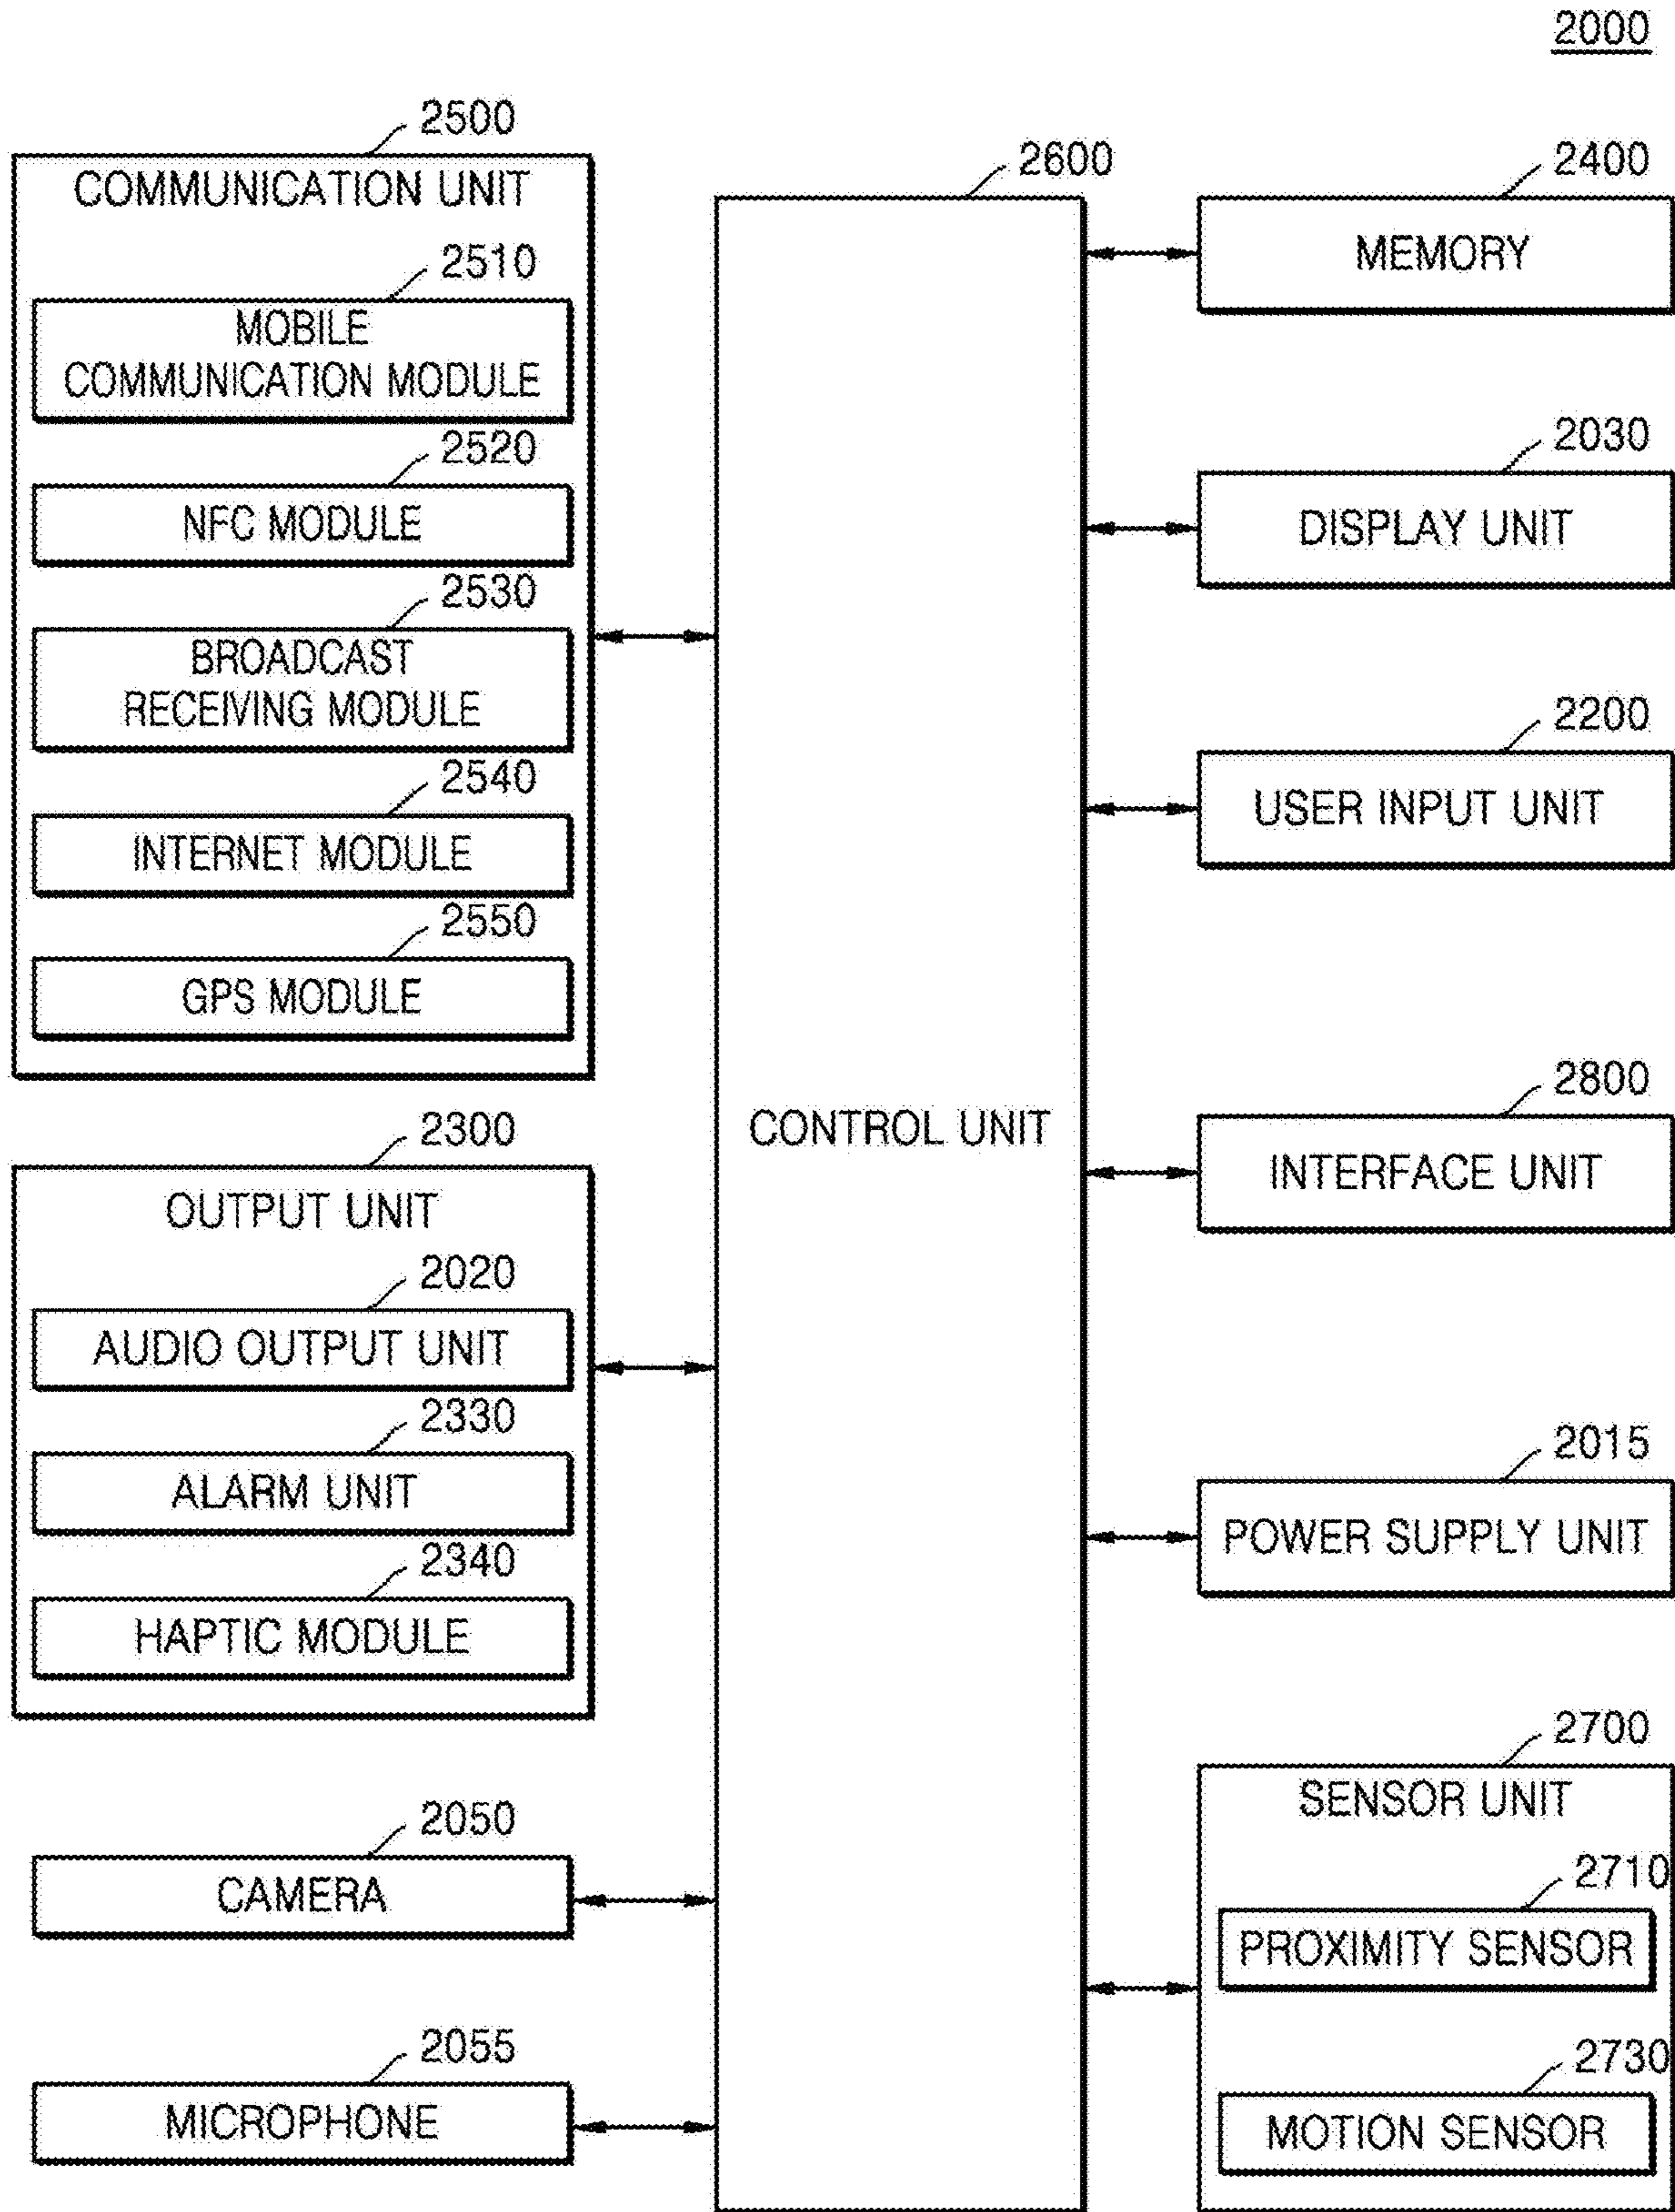 2000
2500
COMMUNICATION UNIT
2510
MOBILE
COMMUNICATION MODULE
2520
NFC MODULE
2530
BROADCAST
RECEIVING MODULE
2540
INTERNET MODULE
2550
GPS MODULE
2300
OUTPUT UNIT
2020
AUDIO OUTPUT UNIT
2330
ALARM UNIT
2340
HAPTIC MODULE
2050
CAMERA
2055
MICROPHONE
2600
CONTROL UNIT
2400
MEMORY
2030
DISPLAY UNIT
2200
USER INPUT UNIT
2800
INTERFACE UNIT
2015
POWER SUPPLY UNIT
2700
SENSOR UNIT
2710
PROXIMITY SENSOR
2730
MOTION SENSOR